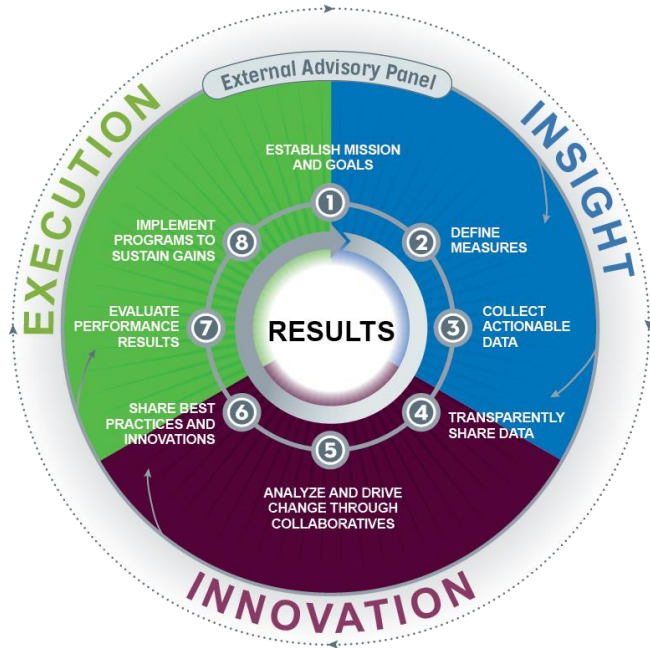 External Advisory Panel
EXECUTION
INSIGHT
INNOVATION
RESULTS
1
ESTABLISH MISSION
AND GOALS
2
DEFINE
MEASURES
3
COLLECT
ACTIONABLE
DATA
4
TRANSPARENTLY
SHARE DATA
5
ANALYZE AND DRIVE
CHANGE THROUGH
COLLABORATIVES
6
SHARE BEST
PRACTICES AND
INNOVATIONS
7
EVALUATE
PERFORMANCE
RESULTS
8
IMPLEMENT
PROGRAMS TO
SUSTAIN GAINS